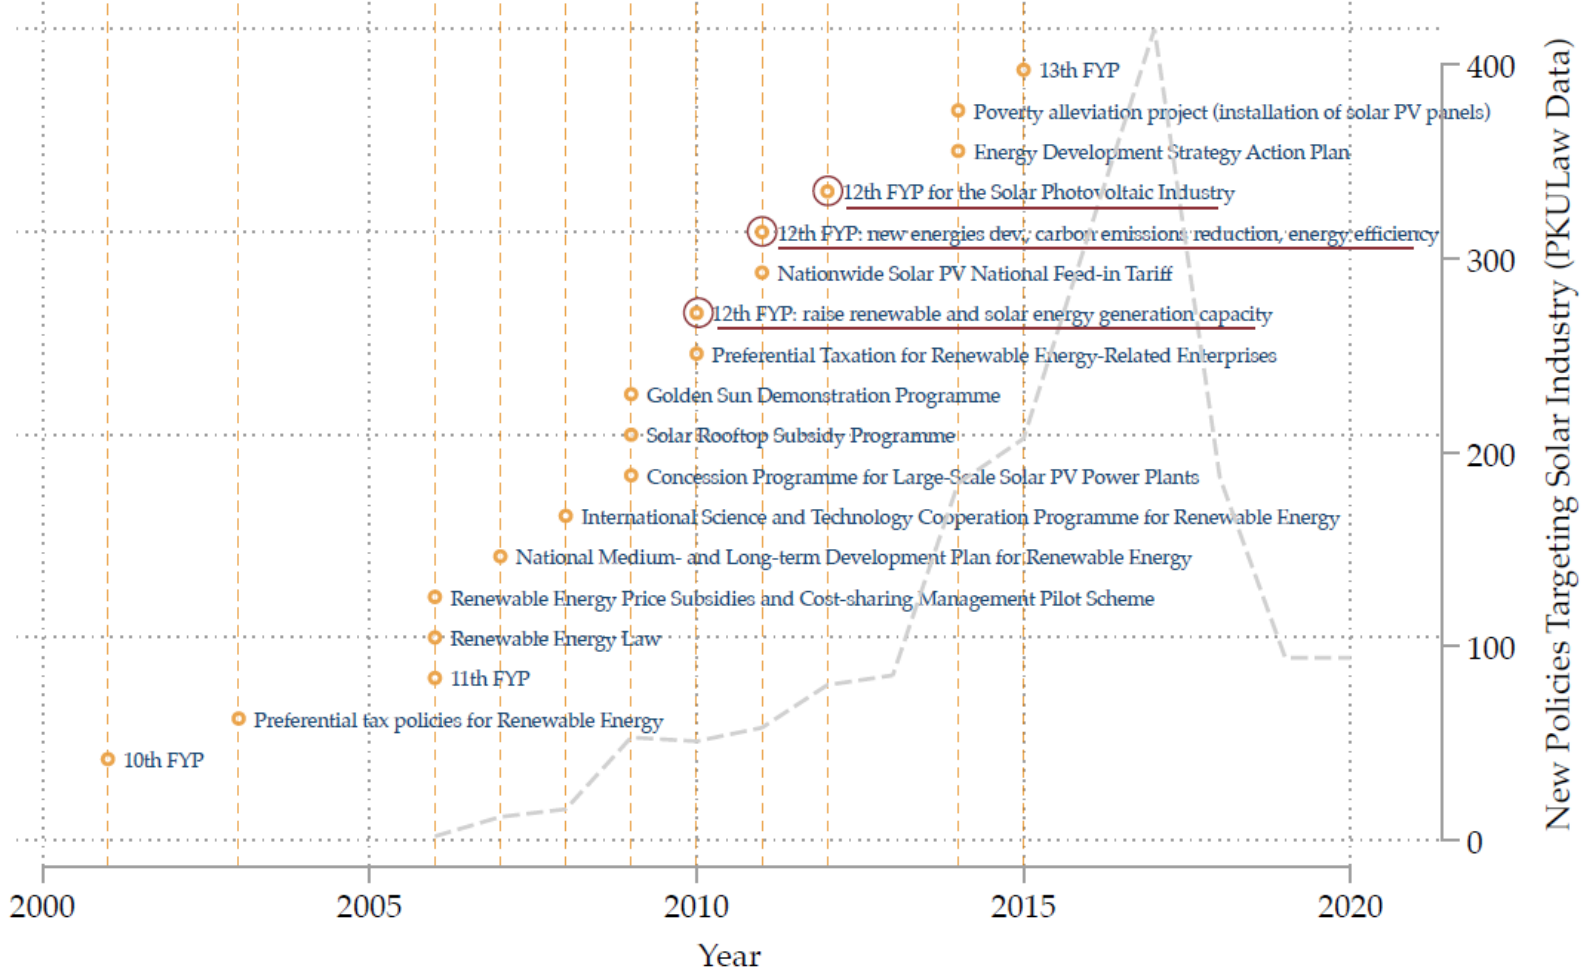 400
13th FYP
Poverty alleviation project (installation of solar PV panels)
Energy Development Strategy Action Plan
12th FYP for the Solar Photovoltaic Industry
12th FYP: new energies dev., carbon emissions reduction, energy efficiency
300
Nationwide Solar PV National Feed-in Tariff
12th FYP: raise renewable and solar energy generation capacity
Preferential Taxation for Renewable Energy-Related Enterprises
Golden Sun Demonstration Programme
Solar Rooftop Subsidy Programme
200
Concession Programme for Large-Scale Solar PV Power Plants
International Science and Technology Cooperation Programme for Renewable Energy
National Medium- and Long-term Development Plan for Renewable Energy
Renewable Energy Price Subsidies and Cost-sharing Management Pilot Scheme
Renewable Energy Law
100
11th FYP
Preferential tax policies for Renewable Energy
10th FYP
0
2000 2005 2010 2015 2020
Year
New Policies Targeting Solar Industry (PKULaw Data)